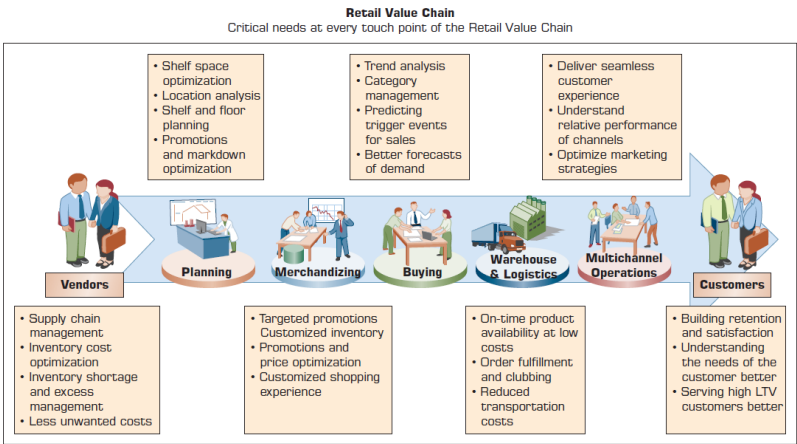 Retail Value Chain
Critical needs at every touch point of the Retail Value Chain
• Shelf space
optimization
• Location analysis
• Shelf and floor
planning
• Promotions
and markdown
optimization
• Trend analysis
• Category
management
• Predicting
trigger events
for sales
• Better forecasts
of demand
• Deliver seamless
customer
experience
• Understand
relative performance
of channels
• Optimize marketing
strategies
Vendors
Planning
Merchandizing
Buying
Warehouse
& Logistics
Multichannel
Operations
Customers
• Supply chain
management
• Inventory cost
optimization
• Inventory shortage
and excess
management
• Less unwanted costs
• Targeted promotions
Customized inventory
• Promotions and
price optimization
• Customized shopping
experience
• On-time product
availability at low
costs
• Order fulfillment
and clubbing
• Reduced
transportation
costs
• Building retention
and satisfaction
• Understanding
the needs of the
customer better
• Serving high LTV
customers better